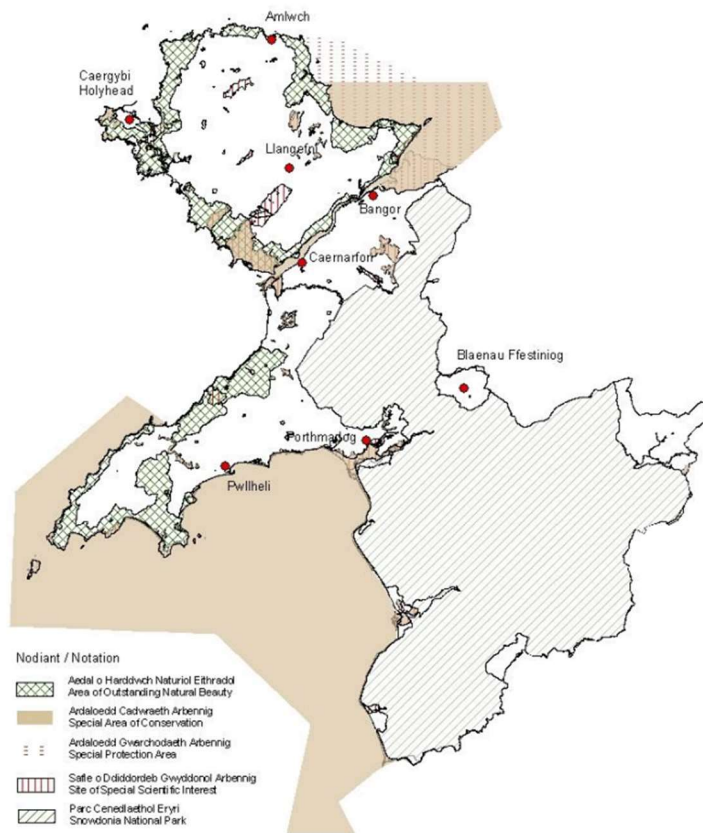 Amlwch
Caergybi
Holyhead
Llangefni
Bangor
Caernarfon
Blaenau Ffestiniog
Porthmadog
Pwllheli
Nodiant / Notation
Aedal o Harddwch Naturiol Eithradol
Area of Outstanding Natural Beauty
Ardaloedd Cadwraeth Arbennig
Special Area of Conservation
Ardaloedd Gwarchodaeth Arbennig
Special Protection Area
Safle o Ddiddordeb Gwyddonol Arbennig
Site of Special Scientific Interest
Parc Cenedlaethol Eryri
Snowdonia National Park